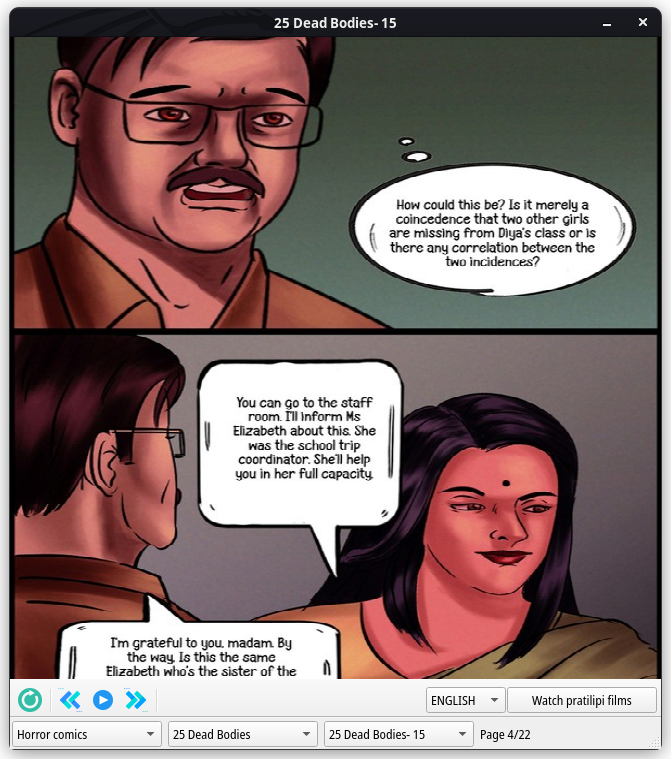 25 Dead Bodies- 15
How could this be? Is it merely a
coincedence that two other girls
are missing from Diya's class or is
there any correlation between the
two incidences?
You can go to the staff
room. I'll inform Ms
Elizabeth about this. She
was the school trip
coordinator. She'll help
you in her full capacity.
I'm grateful to you, madam. By
the way, Is this the same
Elizabeth who's the sister of the
ENGLISH
Watch pratilipi films
Horror comics
25 Dead Bodies
25 Dead Bodies- 15
Page 4/22